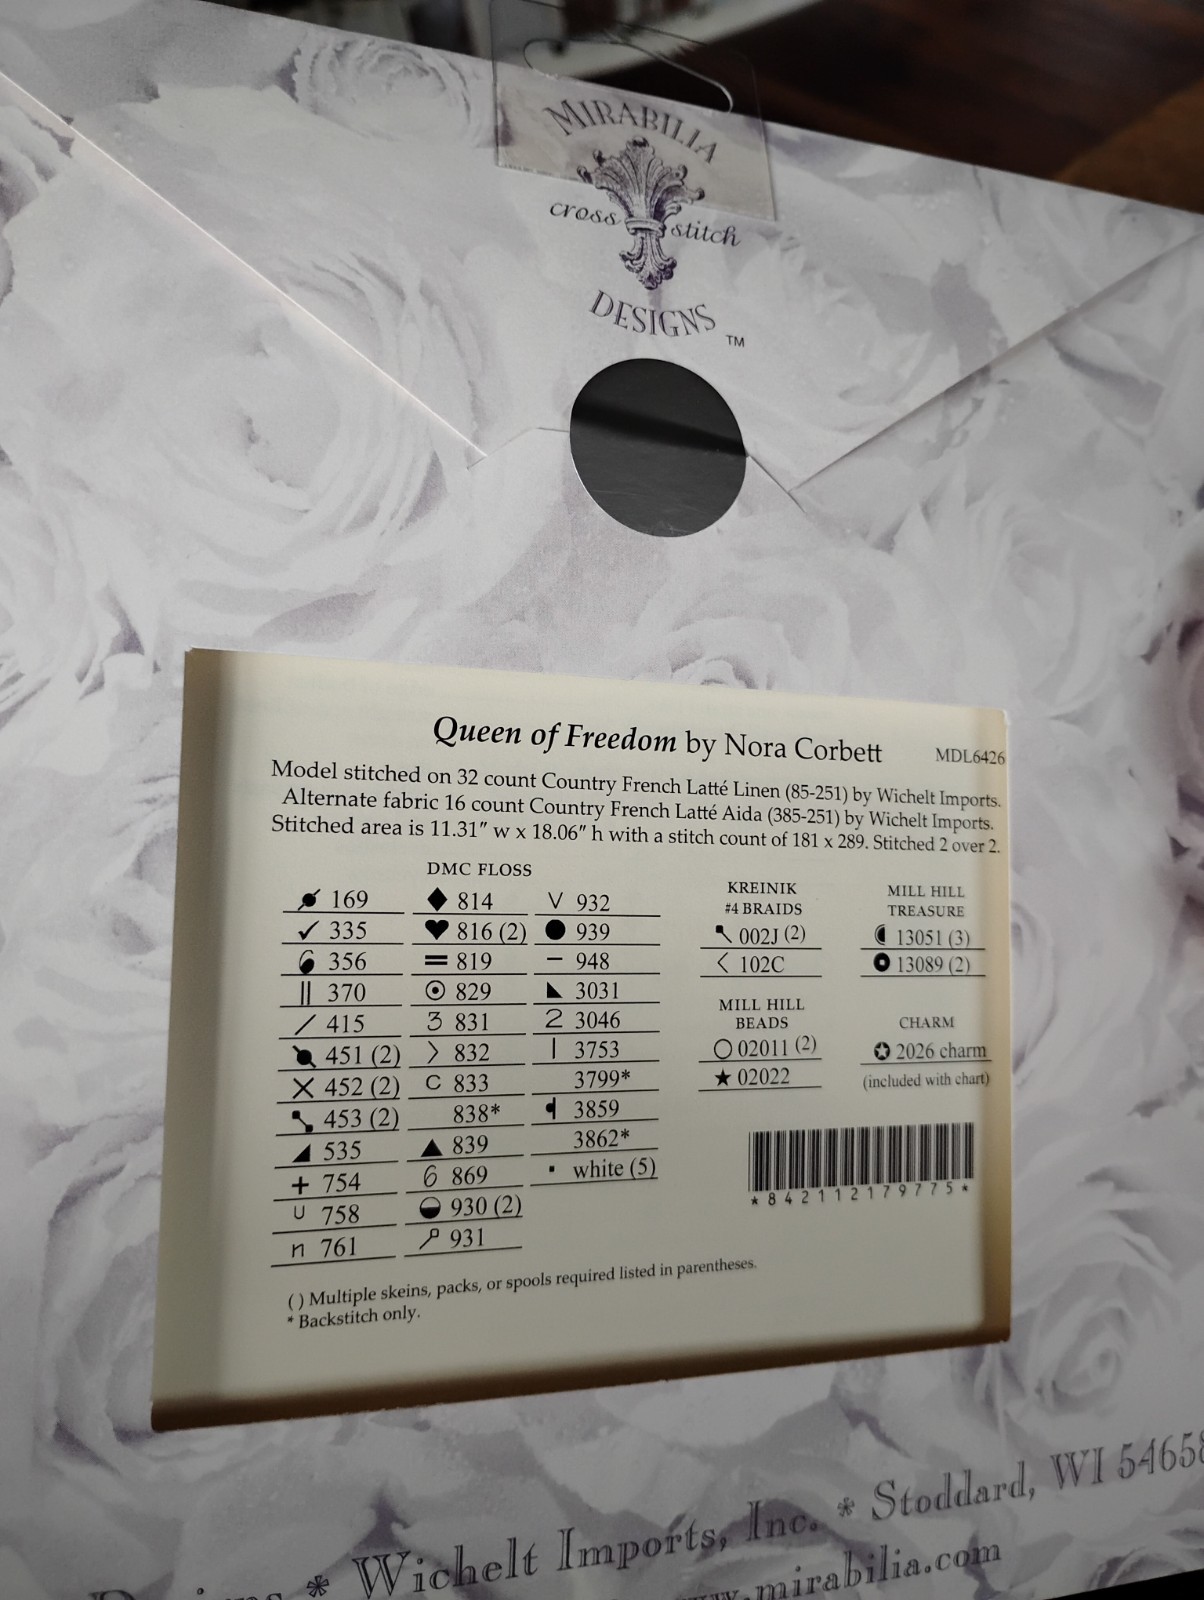 MIRABILIA
cross stitch
DESIGNS ™
Queen of Freedom by Nora Corbett MDL6426
Model stitched on 32 count Country French Latté Linen (85-251) by Wichelt Imports.
Alternate fabric 16 count Country French Latté Aida (385-251) by Wichelt Imports.
Stitched area is 11.31″ w x 18.06″ h with a stitch count of 181 x 289. Stitched 2 over 2.
DMC FLOSS
169
335
356
370
415
451 (2)
452 (2)
453 (2)
535
754
758
761
814
816 (2)
819
829
831
832
833
838*
839
869
930 (2)
931
932
939
948
3031
3046
3753
3799*
3859
3862*
white (5)
KREINIK
#4 BRAIDS
002J (2)
102C
MILL HILL
BEADS
02011 (2)
02022
MILL HILL
TREASURE
13051 (3)
13089 (2)
CHARM
2026 charm
(included with chart)
*842112179775*
( ) Multiple skeins, packs, or spools required listed in parentheses.
* Backstitch only.
* Wichelt Imports, Inc. * Stoddard, WI 54658
www.mirabilia.com